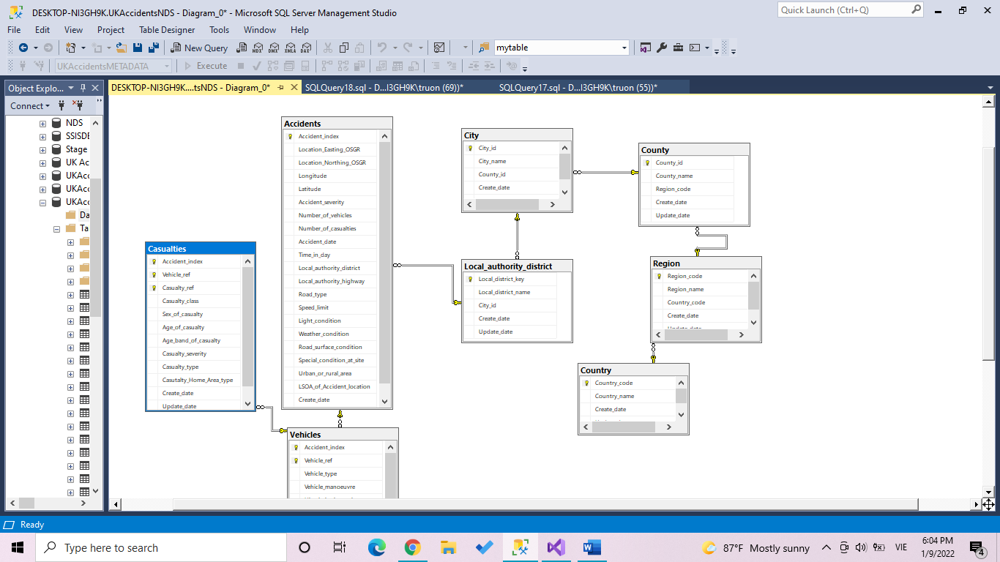 DESKTOP-NI3GH9K.UKAccidentsNDS - Diagram_0* - Microsoft SQL Server Management Studio
Quick Launch (Ctrl+Q)
File Edit View Project Table Designer Tools Window Help
New Query MDX DMX XMLA DAX mytable
UKAccidentsMETADATA Execute
Object Explo...
DESKTOP-NI3GH9K....tsNDS - Diagram_0* SQLQuery18.sql - D...I3GH9K\truon (69))* SQLQuery17.sql - D...I3GH9K\truon (55))*
Connect
NDS
SSISDE
Stage
UK Ac
UKAcc
UKAcc
UKAcc
Da
Ta
Casualties
Accident_index
Vehicle_ref
Casualty_ref
Casualty_class
Sex_of_casualty
Age_of_casualty
Age_band_of_casualty
Casualty_severity
Casualty_type
Casutalty_Home_Area_type
Create_date
Update_date
Accidents
Accident_index
Location_Easting_OSGR
Location_Northing_OSGR
Longitude
Latitude
Accident_severity
Number_of_vehicles
Number_of_casualties
Accident_date
Time_in_day
Local_authority_district
Local_authority_highway
Road_type
Speed_limit
Light_condition
Weather_condition
Road_surface_condition
Special_condition_at_site
Urban_or_rural_area
LSOA_of_Accident_location
Create_date
Vehicles
Accident_index
Vehicle_ref
Vehicle_type
Vehicle_manoeuvre
City
City_id
City_name
County_id
Create_date
Local_authority_district
Local_district_key
Local_district_name
City_id
Create_date
Update_date
County
County_id
County_name
Region_code
Create_date
Update_date
Region
Region_code
Region_name
Country_code
Create_date
Update_date
Country
Country_code
Country_name
Create_date
Ready
Type here to search
87°F Mostly sunny
VIE
6:04 PM
1/9/2022
4